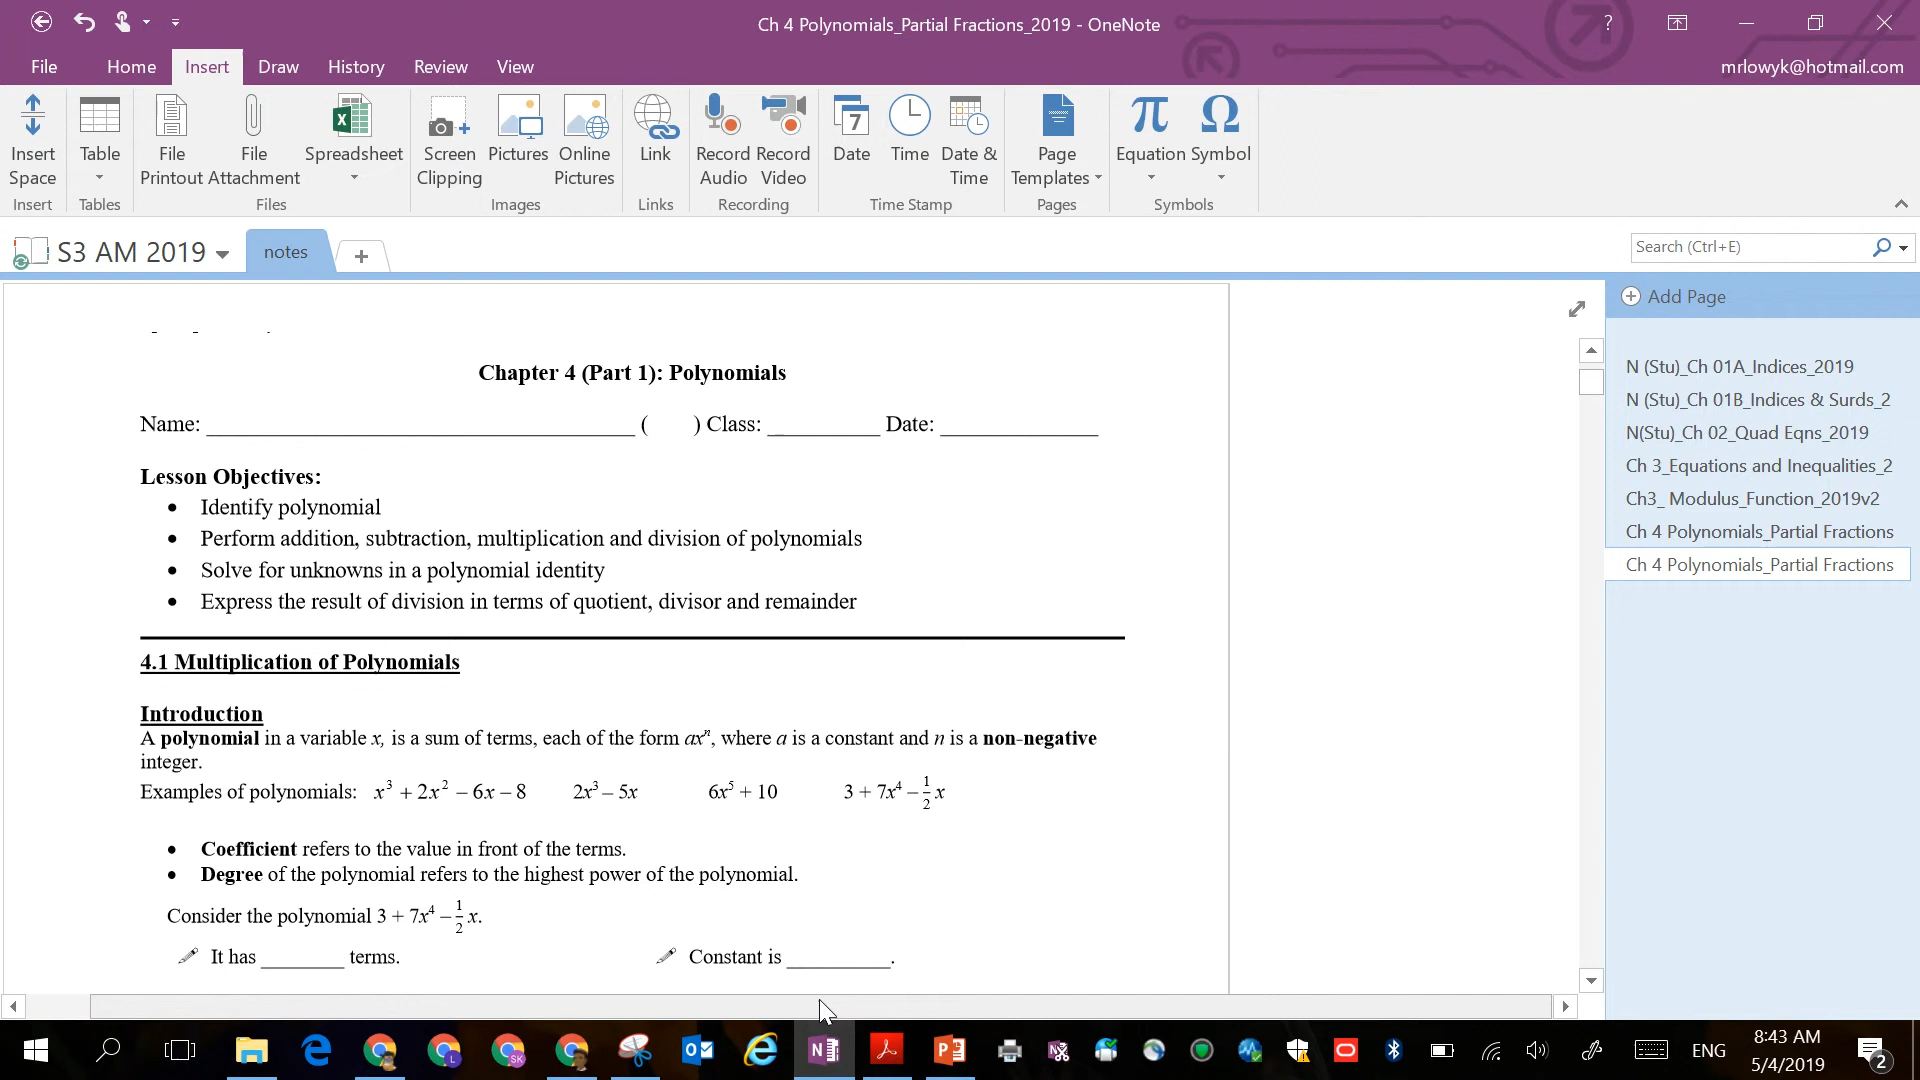 Ch 4 Polynomials_Partial Fractions_2019 - OneNote
?
File Home Insert Draw History Review View
mrlowyk@hotmail.com
Insert Space
Table
File Printout
File Attachment
Spreadsheet
Screen Clipping
Pictures
Online Pictures
Link
Record Audio
Record Video
7
Date
Time
Date & Time
Page Templates
π
Equation
Ω
Symbol
Insert Tables Files Images Links Recording Time Stamp Pages Symbols
S3 AM 2019
notes
+
Search (Ctrl+E)
Chapter 4 (Part 1): Polynomials
Name: ______________________________________ ( ) Class: __________ Date: ______________
Lesson Objectives:
• Identify polynomial
• Perform addition, subtraction, multiplication and division of polynomials
• Solve for unknowns in a polynomial identity
• Express the result of division in terms of quotient, divisor and remainder
4.1 Multiplication of Polynomials
Introduction
A polynomial in a variable x, is a sum of terms, each of the form axⁿ, where a is a constant and n is a non-negative
integer.
Examples of polynomials: x³ + 2x² – 6x – 8 2x³ – 5x 6x⁵ + 10 3 + 7x⁴ – 1/2 x
• Coefficient refers to the value in front of the terms.
• Degree of the polynomial refers to the highest power of the polynomial.
Consider the polynomial 3 + 7x⁴ – 1/2 x.
It has ________ terms. Constant is __________.
Add Page
N (Stu)_Ch 01A_Indices_2019
N (Stu)_Ch 01B_Indices & Surds_2
N(Stu)_Ch 02_Quad Eqns_2019
Ch 3_Equations and Inequalities_2
Ch3_ Modulus_Function_2019v2
Ch 4 Polynomials_Partial Fractions
Ch 4 Polynomials_Partial Fractions
L
SK
ENG
8:43 AM
5/4/2019
2